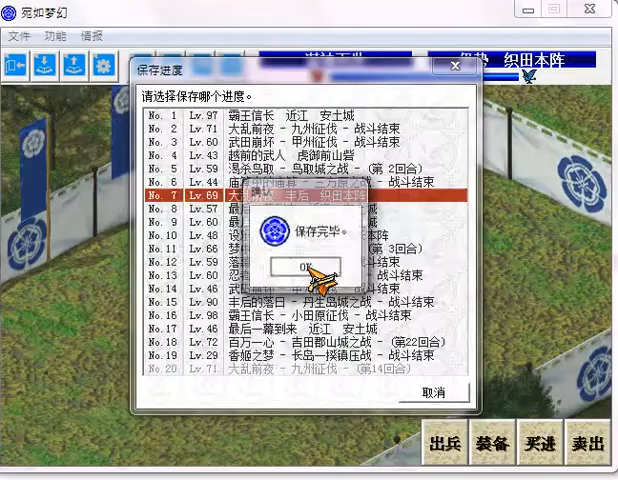 宛如梦幻
文件 功能 情报
织田本阵
保存进度
请选择保存哪个进度。
No. 1 Lv.97 霸王信长 近江 安土城
No. 2 Lv.71 大乱前夜 - 九州征伐 - 战斗结束
No. 3 Lv.60 武田崩坏 - 甲州征伐 - 战斗结束
No. 4 Lv.43 越前的武人 虎御前山砦
No. 5 Lv.59 渴杀鸟取 - 鸟取城之战 - (第 2回合)
No. 6 Lv.44 战斗结束
No. 7 Lv.69 丰后 织田本阵
No. 8 Lv.57 最 城
No. 9 Lv.60 最 城
No. 10 Lv.48 本阵
No. 11 Lv.66 梦 (第 3回合)
No. 12 Lv.59 落 战斗结束
No. 13 Lv.60 忍 战斗结束
No. 14 Lv.46 武 战斗结束
No. 15 Lv.90 丰后的落日 - 丹生岛城之战 - 战斗结束
No. 16 Lv.98 霸王信长 - 小田原征伐 - 战斗结束
No. 17 Lv.46 最后一幕到来 近江 安土城
No. 18 Lv.72 百万一心 - 吉田郡山城之战 - (第22回合)
No. 19 Lv.29 香姬之梦 - 长岛一揆镇压战 - 战斗结束
No. 20 Lv.71 大乱前夜 - 九州征伐 - (第14回合)
保存完毕。
OK
取消
出兵 装备 买进 卖出